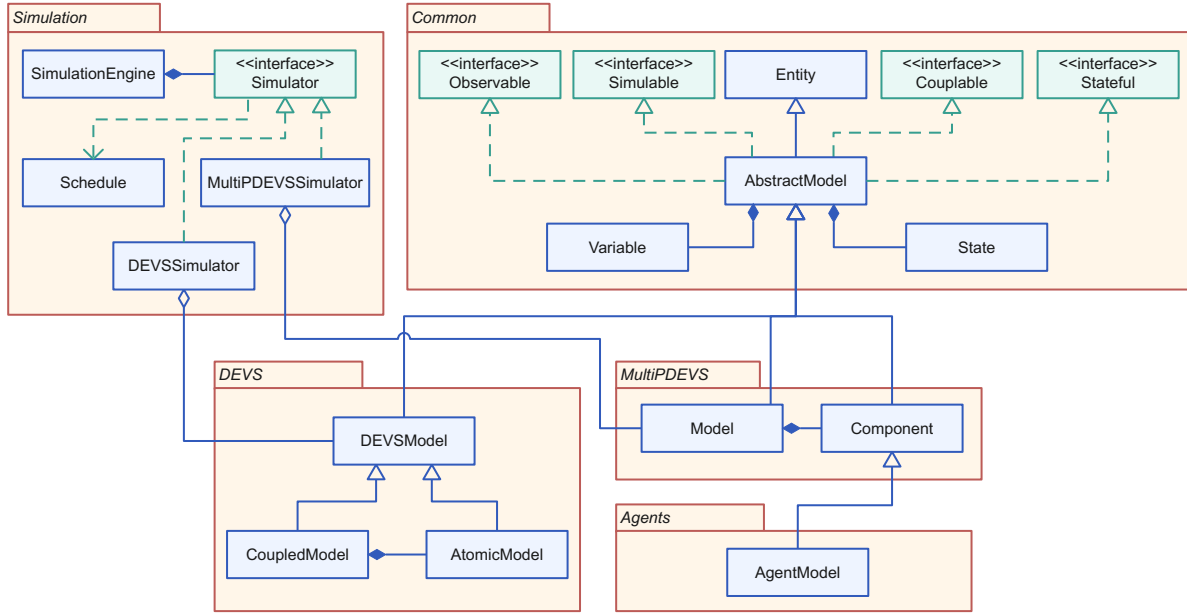 Simulation
SimulationEngine
<<interface>>
Simulator
Schedule
MultiPDEVSSimulator
DEVSSimulator
Common
<<interface>>
Observable
<<interface>>
Simulable
Entity
<<interface>>
Couplable
<<interface>>
Stateful
AbstractModel
Variable
State
DEVS
DEVSModel
CoupledModel
AtomicModel
MultiPDEVS
Model
Component
Agents
AgentModel